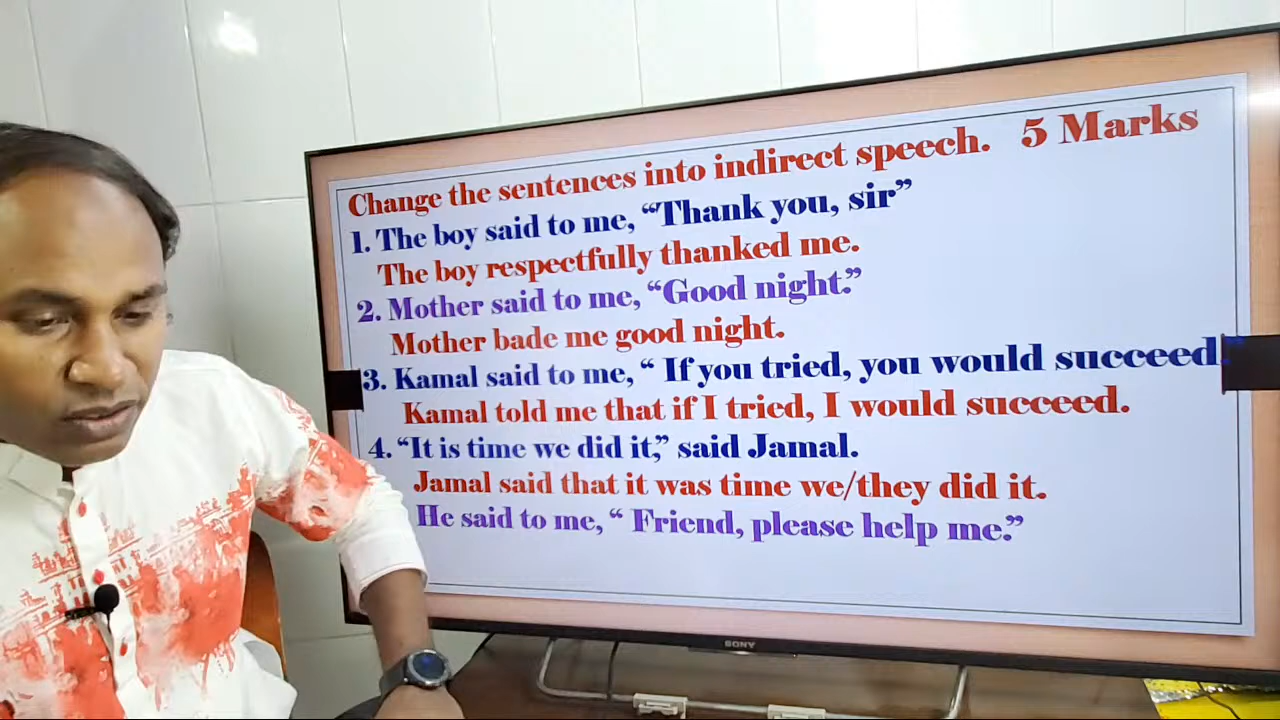 Change the sentences into indirect speech. 5 Marks
1. The boy said to me, “Thank you, sir”
The boy respectfully thanked me.
2. Mother said to me, “Good night.”
Mother bade me good night.
3. Kamal said to me, “ If you tried, you would succeed.
Kamal told me that if I tried, I would succeed.
4. “It is time we did it,” said Jamal.
Jamal said that it was time we/they did it.
He said to me, “ Friend, please help me.”
SONY